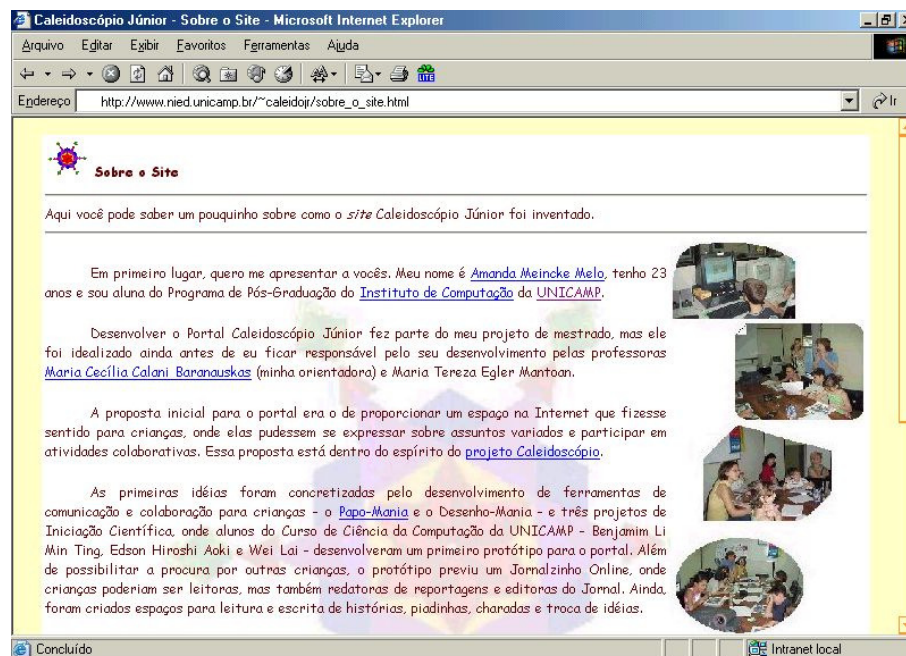 Caleidoscópio Júnior - Sobre o Site - Microsoft Internet Explorer
Arquivo Editar Exibir Favoritos Ferramentas Ajuda
Endereço http://www.nied.unicamp.br/~caleidojr/sobre_o_site.html Ir
Sobre o Site
Aqui você pode saber um pouquinho sobre como o site Caleidoscópio Júnior foi inventado.
Em primeiro lugar, quero me apresentar a vocês. Meu nome é Amanda Meincke Melo, tenho 23
anos e sou aluna do Programa de Pós-Graduação do Instituto de Computação da UNICAMP.
Desenvolver o Portal Caleidoscópio Júnior fez parte do meu projeto de mestrado, mas ele
foi idealizado ainda antes de eu ficar responsável pelo seu desenvolvimento pelas professoras
Maria Cecília Calani Baranauskas (minha orientadora) e Maria Tereza Egler Mantoan.
A proposta inicial para o portal era o de proporcionar um espaço na Internet que fizesse
sentido para crianças, onde elas pudessem se expressar sobre assuntos variados e participar em
atividades colaborativas. Essa proposta está dentro do espírito do projeto Caleidoscópio.
As primeiras idéias foram concretizadas pelo desenvolvimento de ferramentas de
comunicação e colaboração para crianças - o Papo-Mania e o Desenho-Mania - e três projetos de
Iniciação Científica, onde alunos do Curso de Ciência da Computação da UNICAMP - Benjamim Li
Min Ting, Edson Hiroshi Aoki e Wei Lai - desenvolveram um primeiro protótipo para o portal. Além
de possibilitar a procura por outras crianças, o protótipo previu um Jornalzinho Online, onde
crianças poderiam ser leitoras, mas também redatoras de reportagens e editoras do Jornal. Ainda,
foram criados espaços para leitura e escrita de histórias, piadinhas, charadas e troca de idéias.
Concluído Intranet local